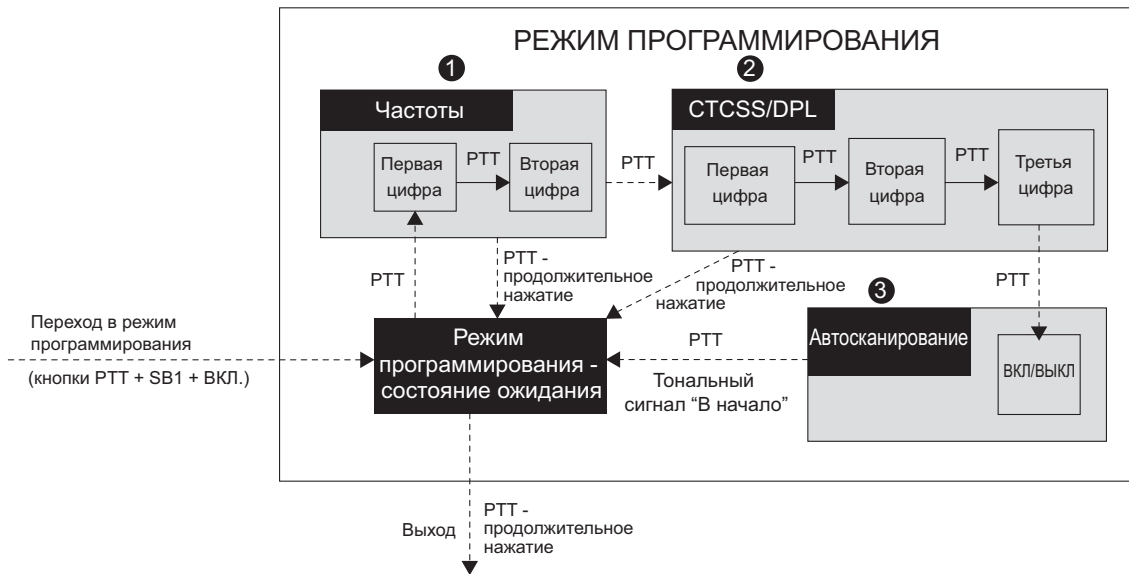 РЕЖИМ ПРОГРАММИРОВАНИЯ
1
Частоты
Первая
цифра
PTT
Вторая
цифра
PTT
2
CTCSS/DPL
Первая
цифра
PTT
Вторая
цифра
PTT
Третья
цифра
PTT
PTT -
продолжительное
нажатие
PTT -
продолжительное
нажатие
PTT
3
Автосканирование
ВКЛ/ВЫКЛ
Переход в режим
программирования
(кнопки PTT + SB1 + ВКЛ.)
Режим
программирования -
состояние ожидания
PTT
Тональный
сигнал “В начало”
Выход
PTT -
продолжительное
нажатие